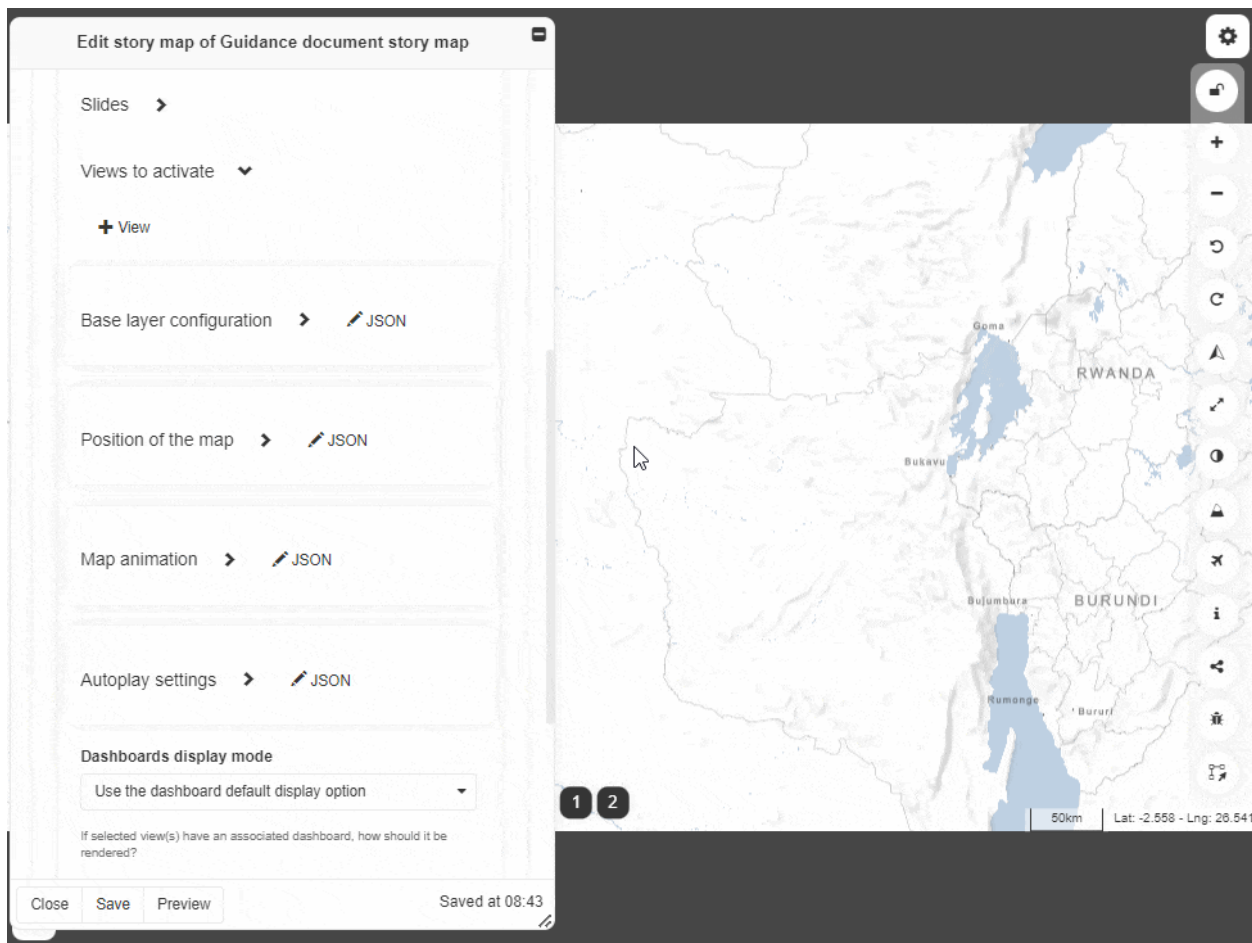 Edit story map of Guidance document story map
Slides
Views to activate
View
Base layer configuration
JSON
Position of the map
JSON
Map animation
JSON
Autoplay settings
JSON
Dashboards display mode
Use the dashboard default display option
If selected view(s) have an associated dashboard, how should it be
rendered?
Close
Save
Preview
Saved at 08:43
Goma
RWANDA
Bukavu
Bujumbura
BURUNDI
Rumonge
Bururi
1
2
50km
Lat: -2.558 - Lng: 26.541